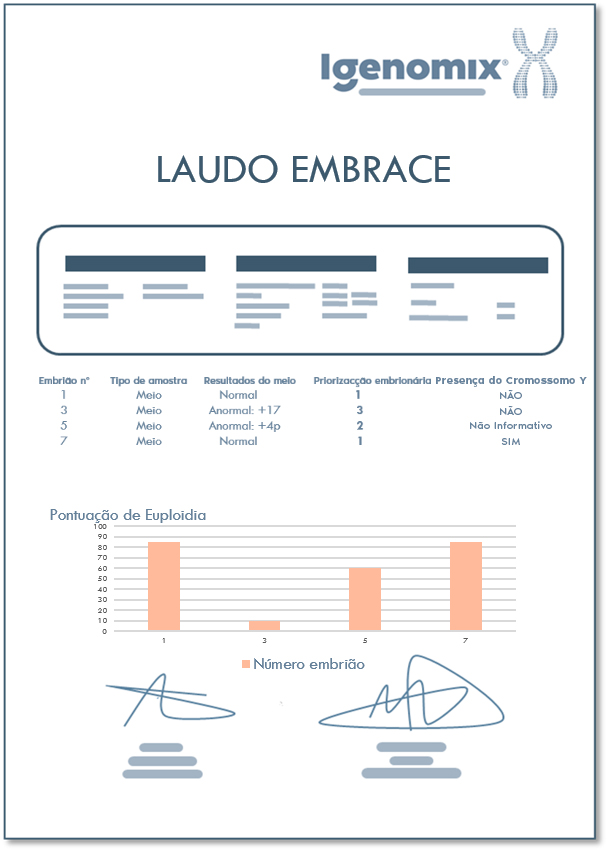 Igenomix®
LAUDO EMBRACE
Embrião nº Tipo de amostra Resultados do meio Priorizacção embrionária Presença do Cromossomo Y
1 Meio Normal 1 NÃO
3 Meio Anormal: +17 3 NÃO
5 Meio Anormal: +4p 2 Não Informativo
7 Meio Normal 1 SIM
Pontuação de Euploidia
100
90
80
70
60
50
40
30
20
10
0
1 3 5 7
Número embrião